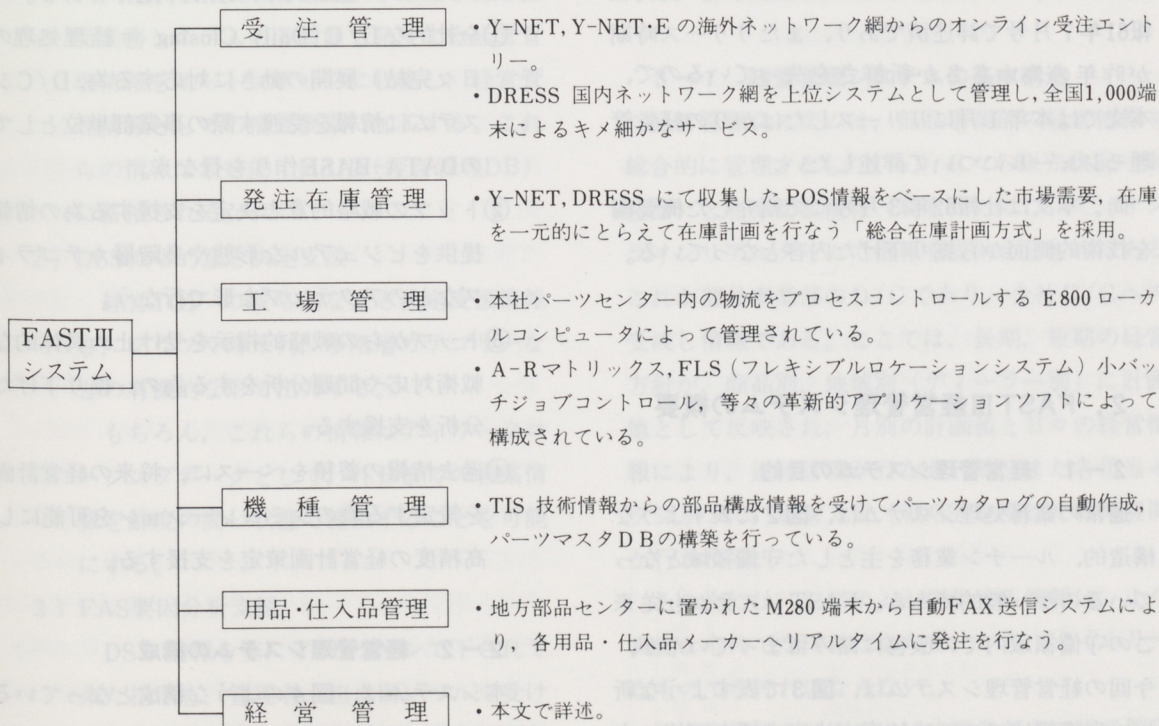 受注管理
・Y-NET, Y-NET・E の海外ネットワーク網からのオンライン受注エント
リー。
・DRESS 国内ネットワーク網を上位システムとして管理し, 全国1,000端
末によるキメ細かなサービス。
発注在庫管理
・Y-NET, DRESS にて収集した POS情報をベースにした市場需要, 在庫
を一元的にとらえて在庫計画を行なう「総合在庫計画方式」を採用。
工場管理
・本社パーツセンター内の物流をプロセスコントロールする E800 ローカ
ルコンピュータによって管理されている。
・A-Rマトリックス, FLS (フレキシブルロケーションシステム) 小バッ
チジョブコントロール, 等々の革新的アプリケーションソフトによって
構成されている。
FASTⅢ
システム
機種管理
・TIS 技術情報からの部品構成情報を受けてパーツカタログの自動作成,
パーツマスタDBの構築を行っている。
用品・仕入品管理
・地方部品センターに置かれたM280 端末から自動FAX送信システムによ
り, 各用品・仕入品メーカーへリアルタイムに発注を行なう。
経営管理
・本文で詳述。